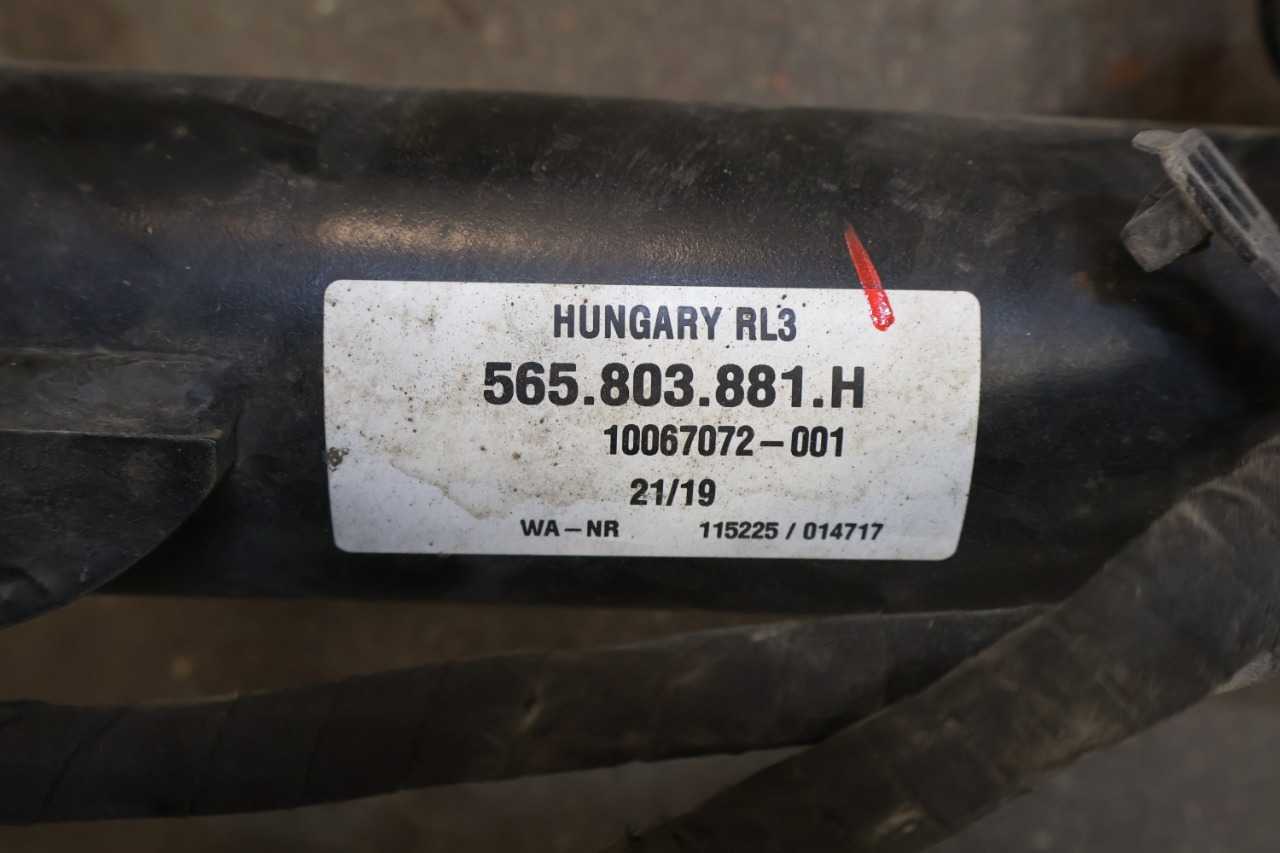 HUNGARY RL3
565.803.881.H
10067072-001
21/19
WA-NR 115225 / 014717